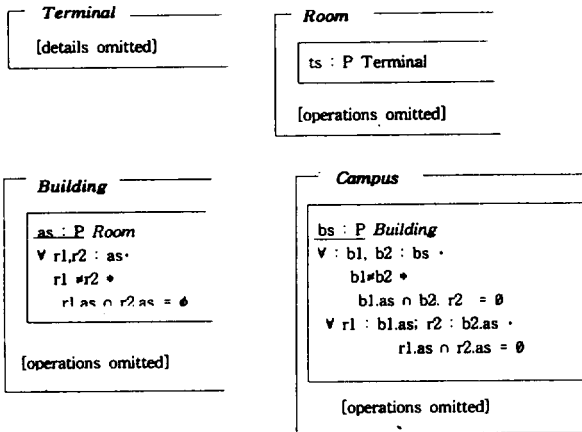 Terminal
[details omitted]
Room
ts : P Terminal
[operations omitted]
Building
as : P Room
∀ r1,r2 : as·
r1 ≠r2 •
r1.as ∩ r2.as = ∅
[operations omitted]
Campus
bs : P Building
∀ : b1, b2 : bs ·
b1≠b2 •
b1.as ∩ b2. r2 = ∅
∀ r1 : b1.as; r2 : b2.as ·
r1.as ∩ r2.as = ∅
[operations omitted]